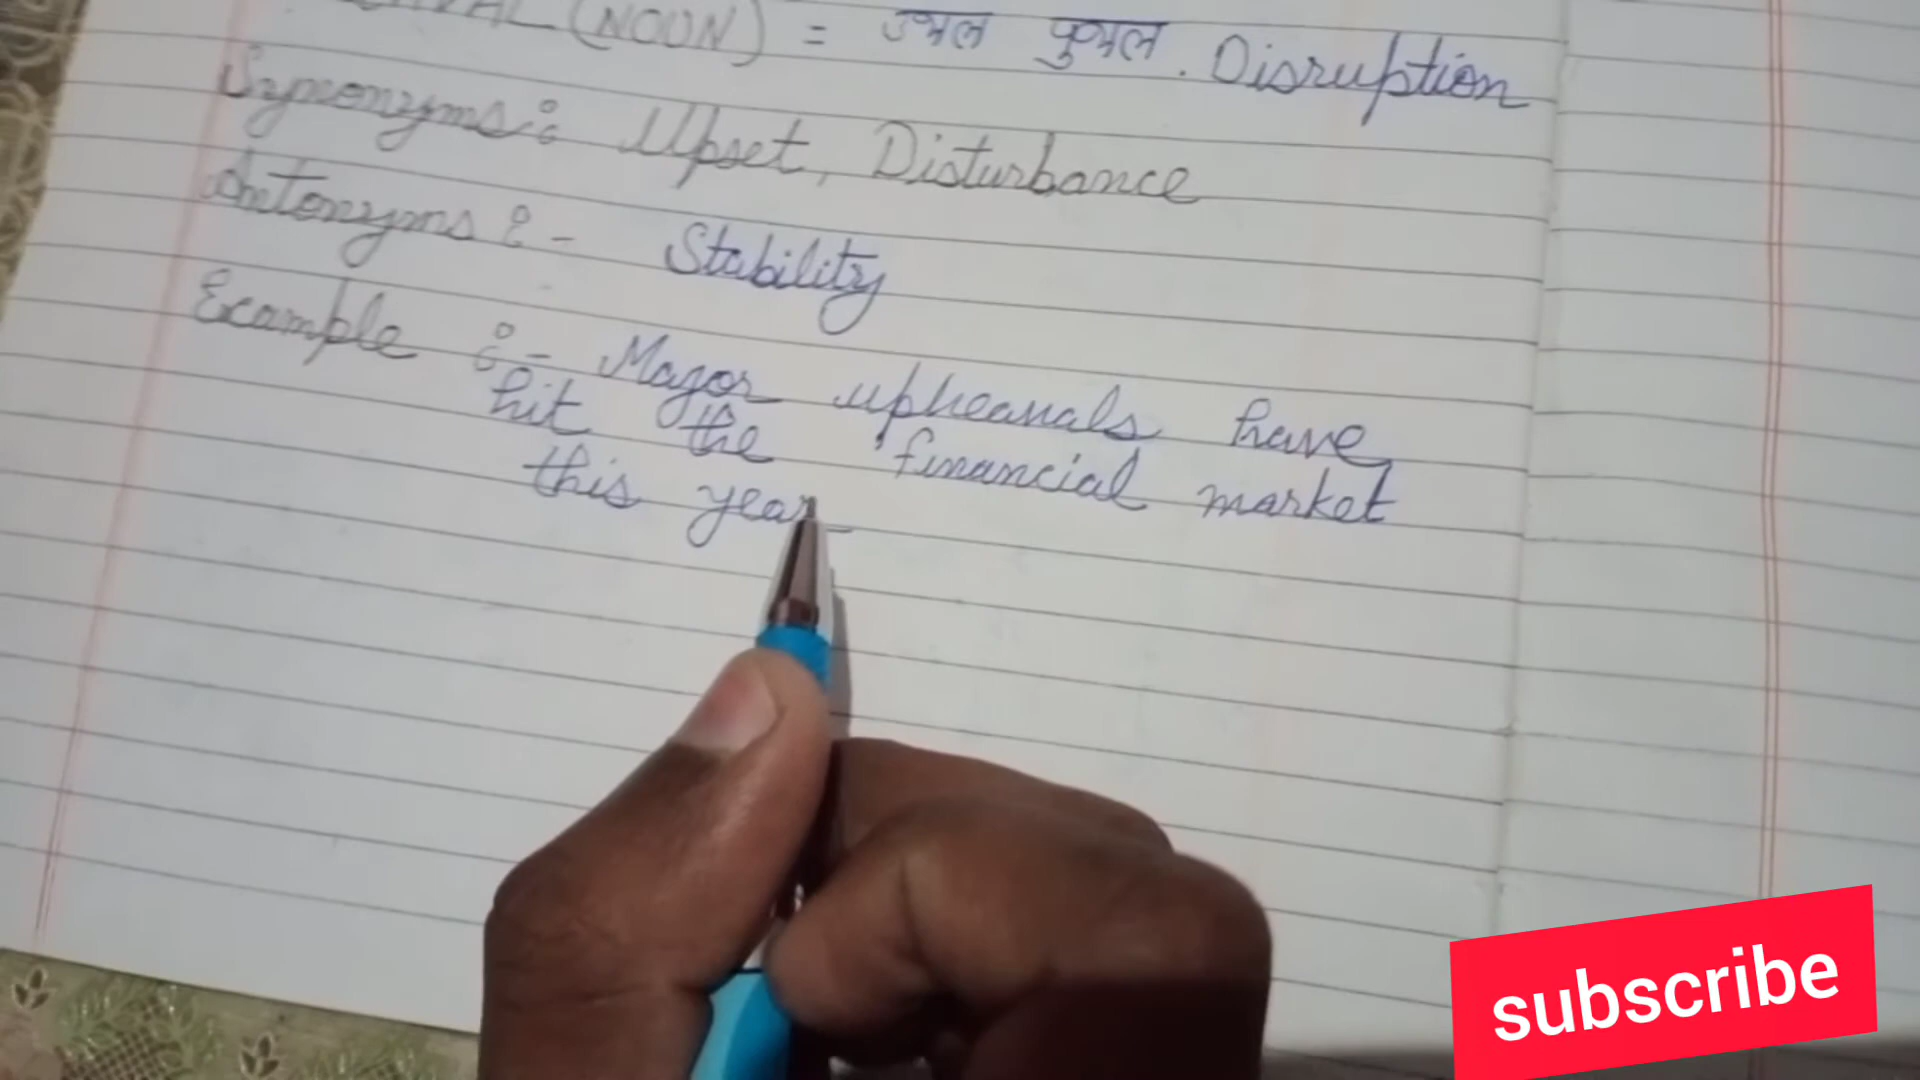 (NOUN) = उथल पुथल. Disruption
Synonyms:- Upset, Disturbance
Antonyms:- Stability
Example:- Major upheavals have
hit the financial market
this year
subscribe